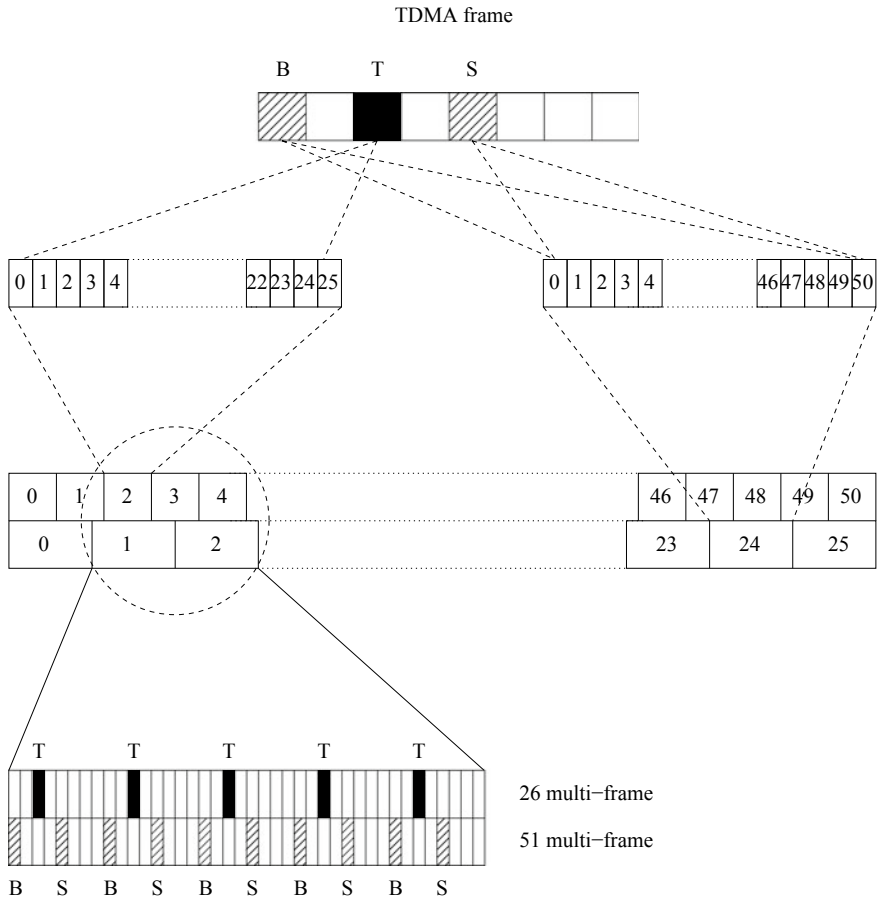 TDMA frame
B T S
0 1 2 3 4 22 23 24 25 0 1 2 3 4 46 47 48 49 50
0 1 2 3 4 46 47 48 49 50
0 1 2 23 24 25
T T T T T
26 multi−frame
51 multi−frame
B S B S B S B S B S